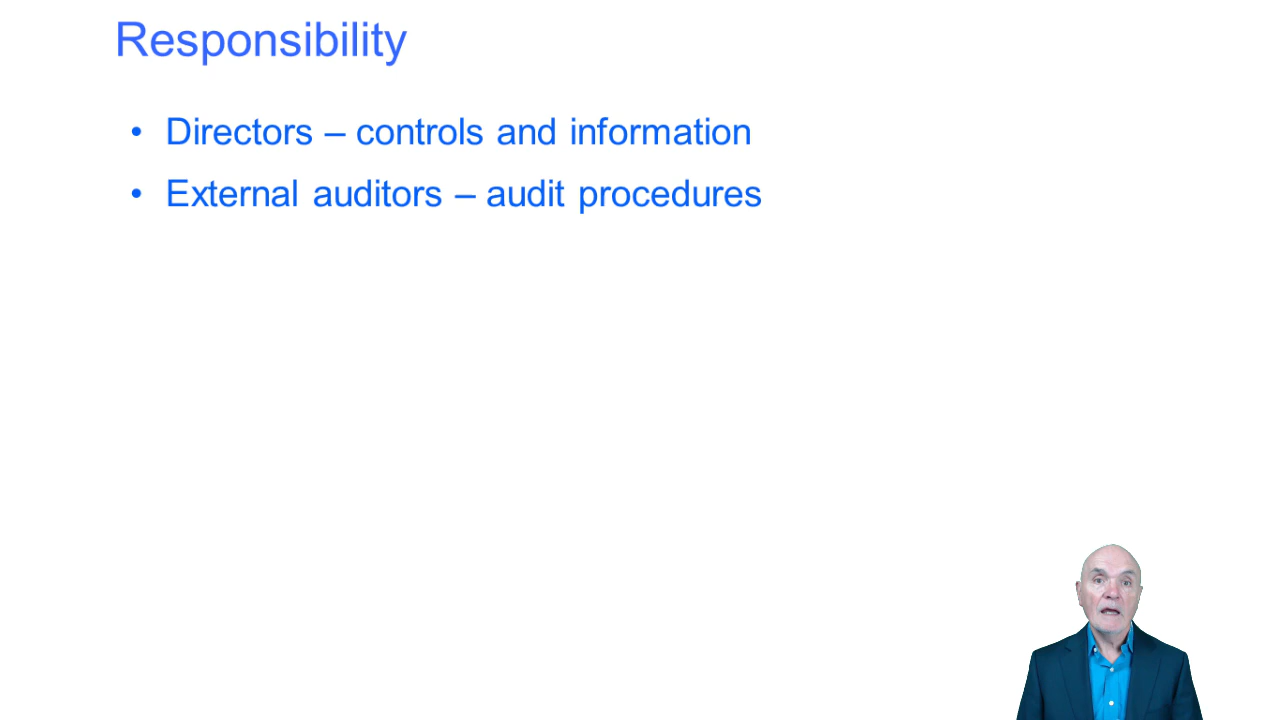 Responsibility
• Directors – controls and information
• External auditors – audit procedures